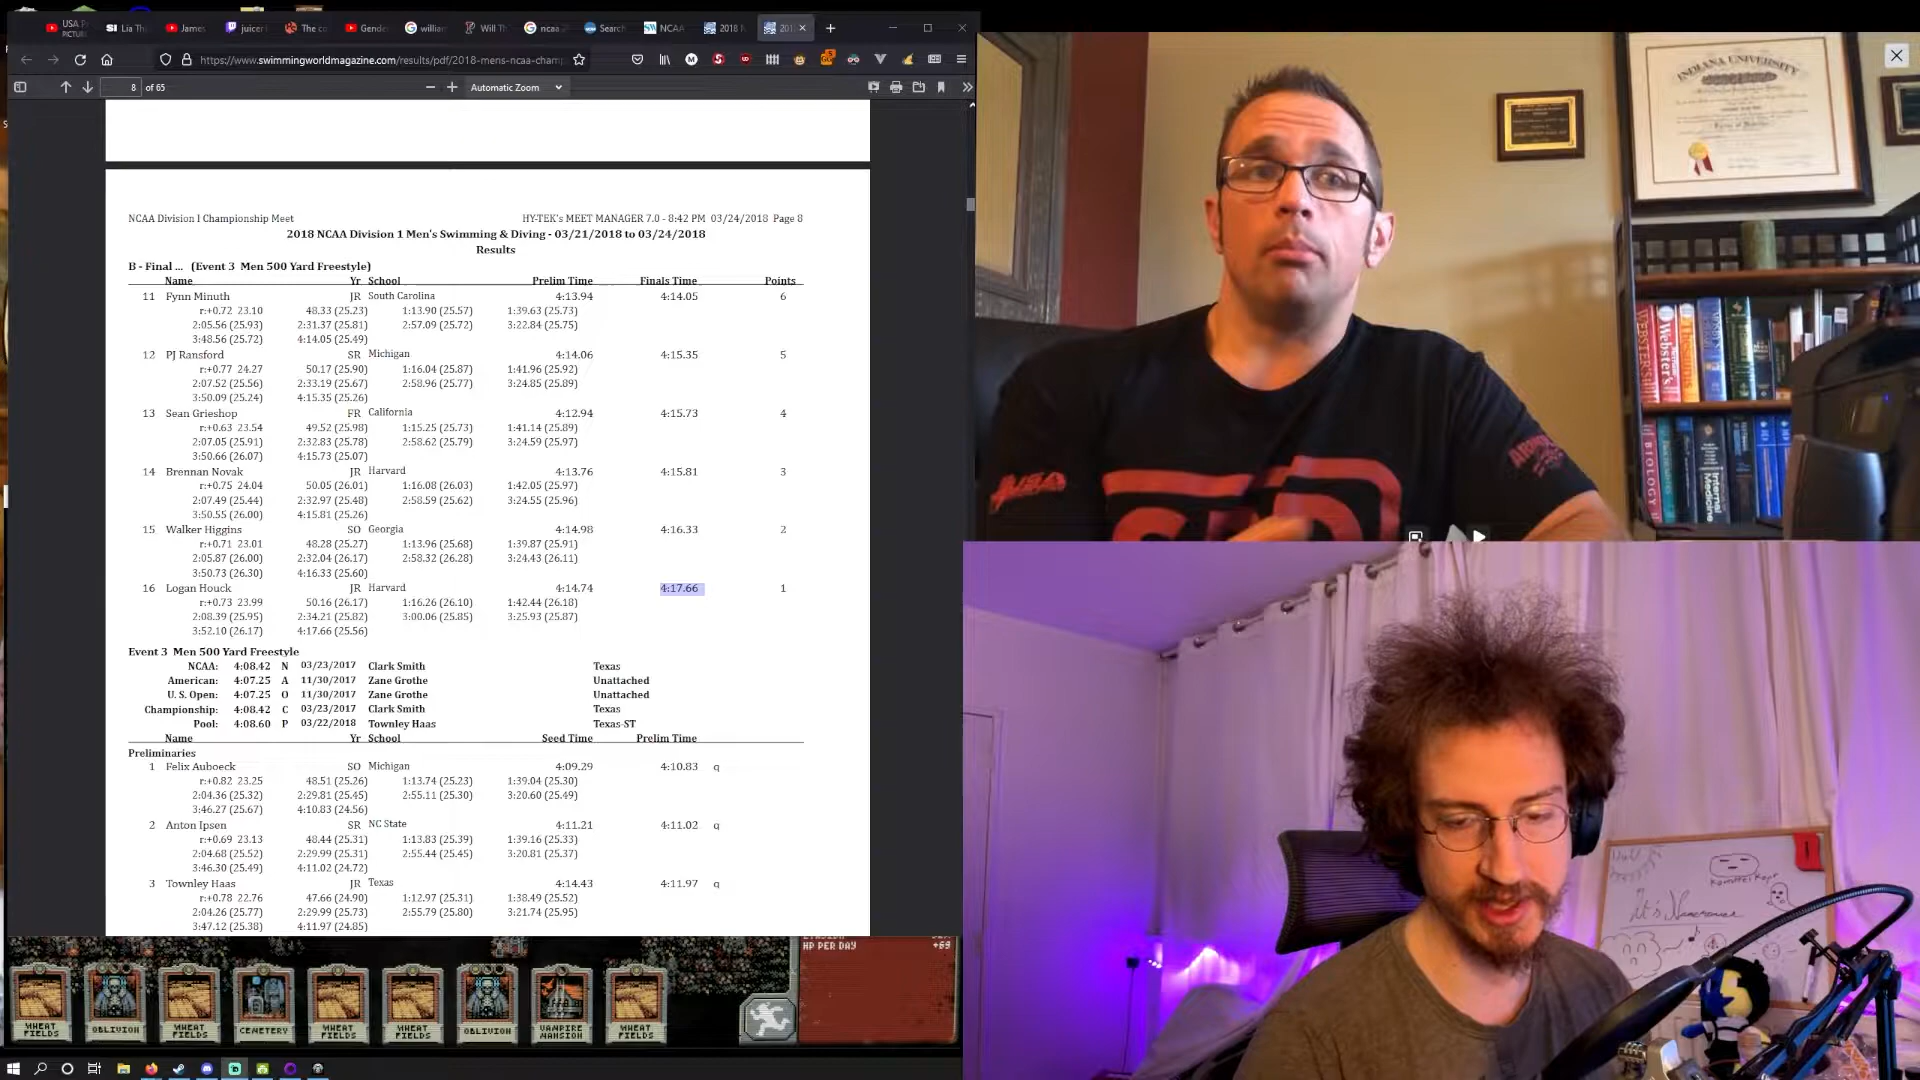 USA P
PICTUR
Lia Th
James
juicer
The co
Gende
william
Will Th
ncaa
Search
NCAA
2018 N
201
https://www.swimmingworldmagazine.com/results/pdf/2018-mens-ncaa-cham
8 of 65
Automatic Zoom
NCAA Division I Championship Meet HY-TEK's MEET MANAGER 7.0 - 8:42 PM 03/24/2018 Page 8
2018 NCAA Division 1 Men's Swimming & Diving - 03/21/2018 to 03/24/2018
Results
B - Final ... (Event 3 Men 500 Yard Freestyle)
Name Yr School Prelim Time Finals Time Points
11 Fynn Minuth JR South Carolina 4:13.94 4:14.05 6
r:+0.72 23.10 48.33 (25.23) 1:13.90 (25.57) 1:39.63 (25.73)
2:05.56 (25.93) 2:31.37 (25.81) 2:57.09 (25.72) 3:22.84 (25.75)
3:48.56 (25.72) 4:14.05 (25.49)
12 PJ Ransford SR Michigan 4:14.06 4:15.35 5
r:+0.77 24.27 50.17 (25.90) 1:16.04 (25.87) 1:41.96 (25.92)
2:07.52 (25.56) 2:33.19 (25.67) 2:58.96 (25.77) 3:24.85 (25.89)
3:50.09 (25.24) 4:15.35 (25.26)
13 Sean Grieshop FR California 4:12.94 4:15.73 4
r:+0.63 23.54 49.52 (25.98) 1:15.25 (25.73) 1:41.14 (25.89)
2:07.05 (25.91) 2:32.83 (25.78) 2:58.62 (25.79) 3:24.59 (25.97)
3:50.66 (26.07) 4:15.73 (25.07)
14 Brennan Novak JR Harvard 4:13.76 4:15.81 3
r:+0.75 24.04 50.05 (26.01) 1:16.08 (26.03) 1:42.05 (25.97)
2:07.49 (25.44) 2:32.97 (25.48) 2:58.59 (25.62) 3:24.55 (25.96)
3:50.55 (26.00) 4:15.81 (25.26)
15 Walker Higgins SO Georgia 4:14.98 4:16.33 2
r:+0.71 23.01 48.28 (25.27) 1:13.96 (25.68) 1:39.87 (25.91)
2:05.87 (26.00) 2:32.04 (26.17) 2:58.32 (26.28) 3:24.43 (26.11)
3:50.73 (26.30) 4:16.33 (25.60)
16 Logan Houck JR Harvard 4:14.74 4:17.66 1
r:+0.73 23.99 50.16 (26.17) 1:16.26 (26.10) 1:42.44 (26.18)
2:08.39 (25.95) 2:34.21 (25.82) 3:00.06 (25.85) 3:25.93 (25.87)
3:52.10 (26.17) 4:17.66 (25.56)
Event 3 Men 500 Yard Freestyle
NCAA: 4:08.42 N 03/23/2017 Clark Smith Texas
American: 4:07.25 A 11/30/2017 Zane Grothe Unattached
U. S. Open: 4:07.25 O 11/30/2017 Zane Grothe Unattached
Championship: 4:08.42 C 03/23/2017 Clark Smith Texas
Pool: 4:08.60 P 03/22/2018 Townley Haas Texas-ST
Name Yr School Seed Time Prelim Time
Preliminaries
1 Felix Auboeck SO Michigan 4:09.29 4:10.83 q
r:+0.82 23.25 48.51 (25.26) 1:13.74 (25.23) 1:39.04 (25.30)
2:04.36 (25.32) 2:29.81 (25.45) 2:55.11 (25.30) 3:20.60 (25.49)
3:46.27 (25.67) 4:10.83 (24.56)
2 Anton Ipsen SR NC State 4:11.21 4:11.02 q
r:+0.69 23.13 48.44 (25.31) 1:13.83 (25.39) 1:39.16 (25.33)
2:04.68 (25.52) 2:29.99 (25.31) 2:55.44 (25.45) 3:20.81 (25.37)
3:46.30 (25.49) 4:11.02 (24.72)
3 Townley Haas JR Texas 4:14.43 4:11.97 q
r:+0.78 22.76 47.66 (24.90) 1:12.97 (25.31) 1:38.49 (25.52)
2:04.26 (25.77) 2:29.99 (25.73) 2:55.79 (25.80) 3:21.74 (25.95)
3:47.12 (25.38) 4:11.97 (24.85)
HP PER DAY +69
WHEAT FIELDS
OBLIVION
WHEAT FIELDS
CEMETERY
WHEAT FIELDS
WHEAT FIELDS
OBLIVION
VAMPIRE MANSION
WHEAT FIELDS
INDIANA UNIVERSITY
USA
WEBSTER'S
Thesaurus
BIOLOGY
Internal Medicine